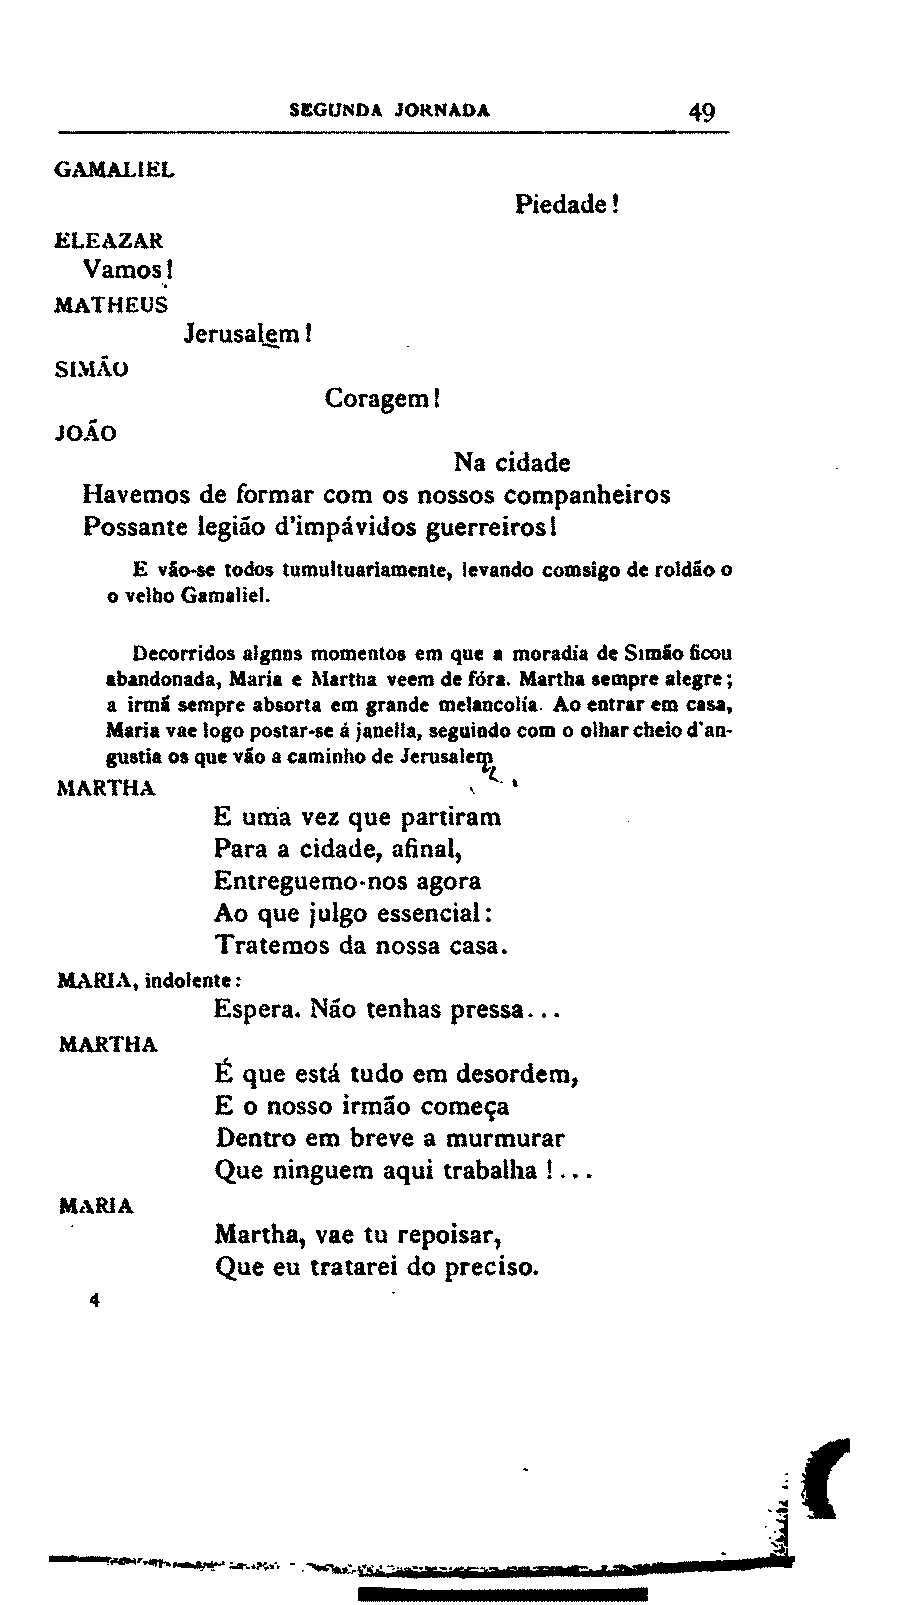 SEGUNDA JORNADA 49
GAMALIEL
Piedade!
ELEAZAR
Vamos!
MATHEUS
Jerusalem!
SIMÃO
Coragem!
JOÃO
Na cidade
Havemos de formar com os nossos companheiros
Possante legião d'impávidos guerreiros!
E vão-se todos tumultuariamente, levando comsigo de roldão o
o velho Gamaliel.
Decorridos algnns momentos em que a moradia de Simão ficou
abandonada, Maria e Martha veem de fóra. Martha sempre alegre;
a irmã sempre absorta em grande melancolía. Ao entrar em casa,
Maria vae logo postar-se á janella, seguindo com o olhar cheio d'an-
gustia os que vão a caminho de Jerusalem
MARTHA
E uma vez que partiram
Para a cidade, afinal,
Entreguemo-nos agora
Ao que julgo essencial:
Tratemos da nossa casa.
MARIA, indolente:
Espera. Não tenhas pressa...
MARTHA
É que está tudo em desordem,
E o nosso irmão começa
Dentro em breve a murmurar
Que ninguem aqui trabalha!...
MARIA
Martha, vae tu repoisar,
Que eu tratarei do preciso.
4